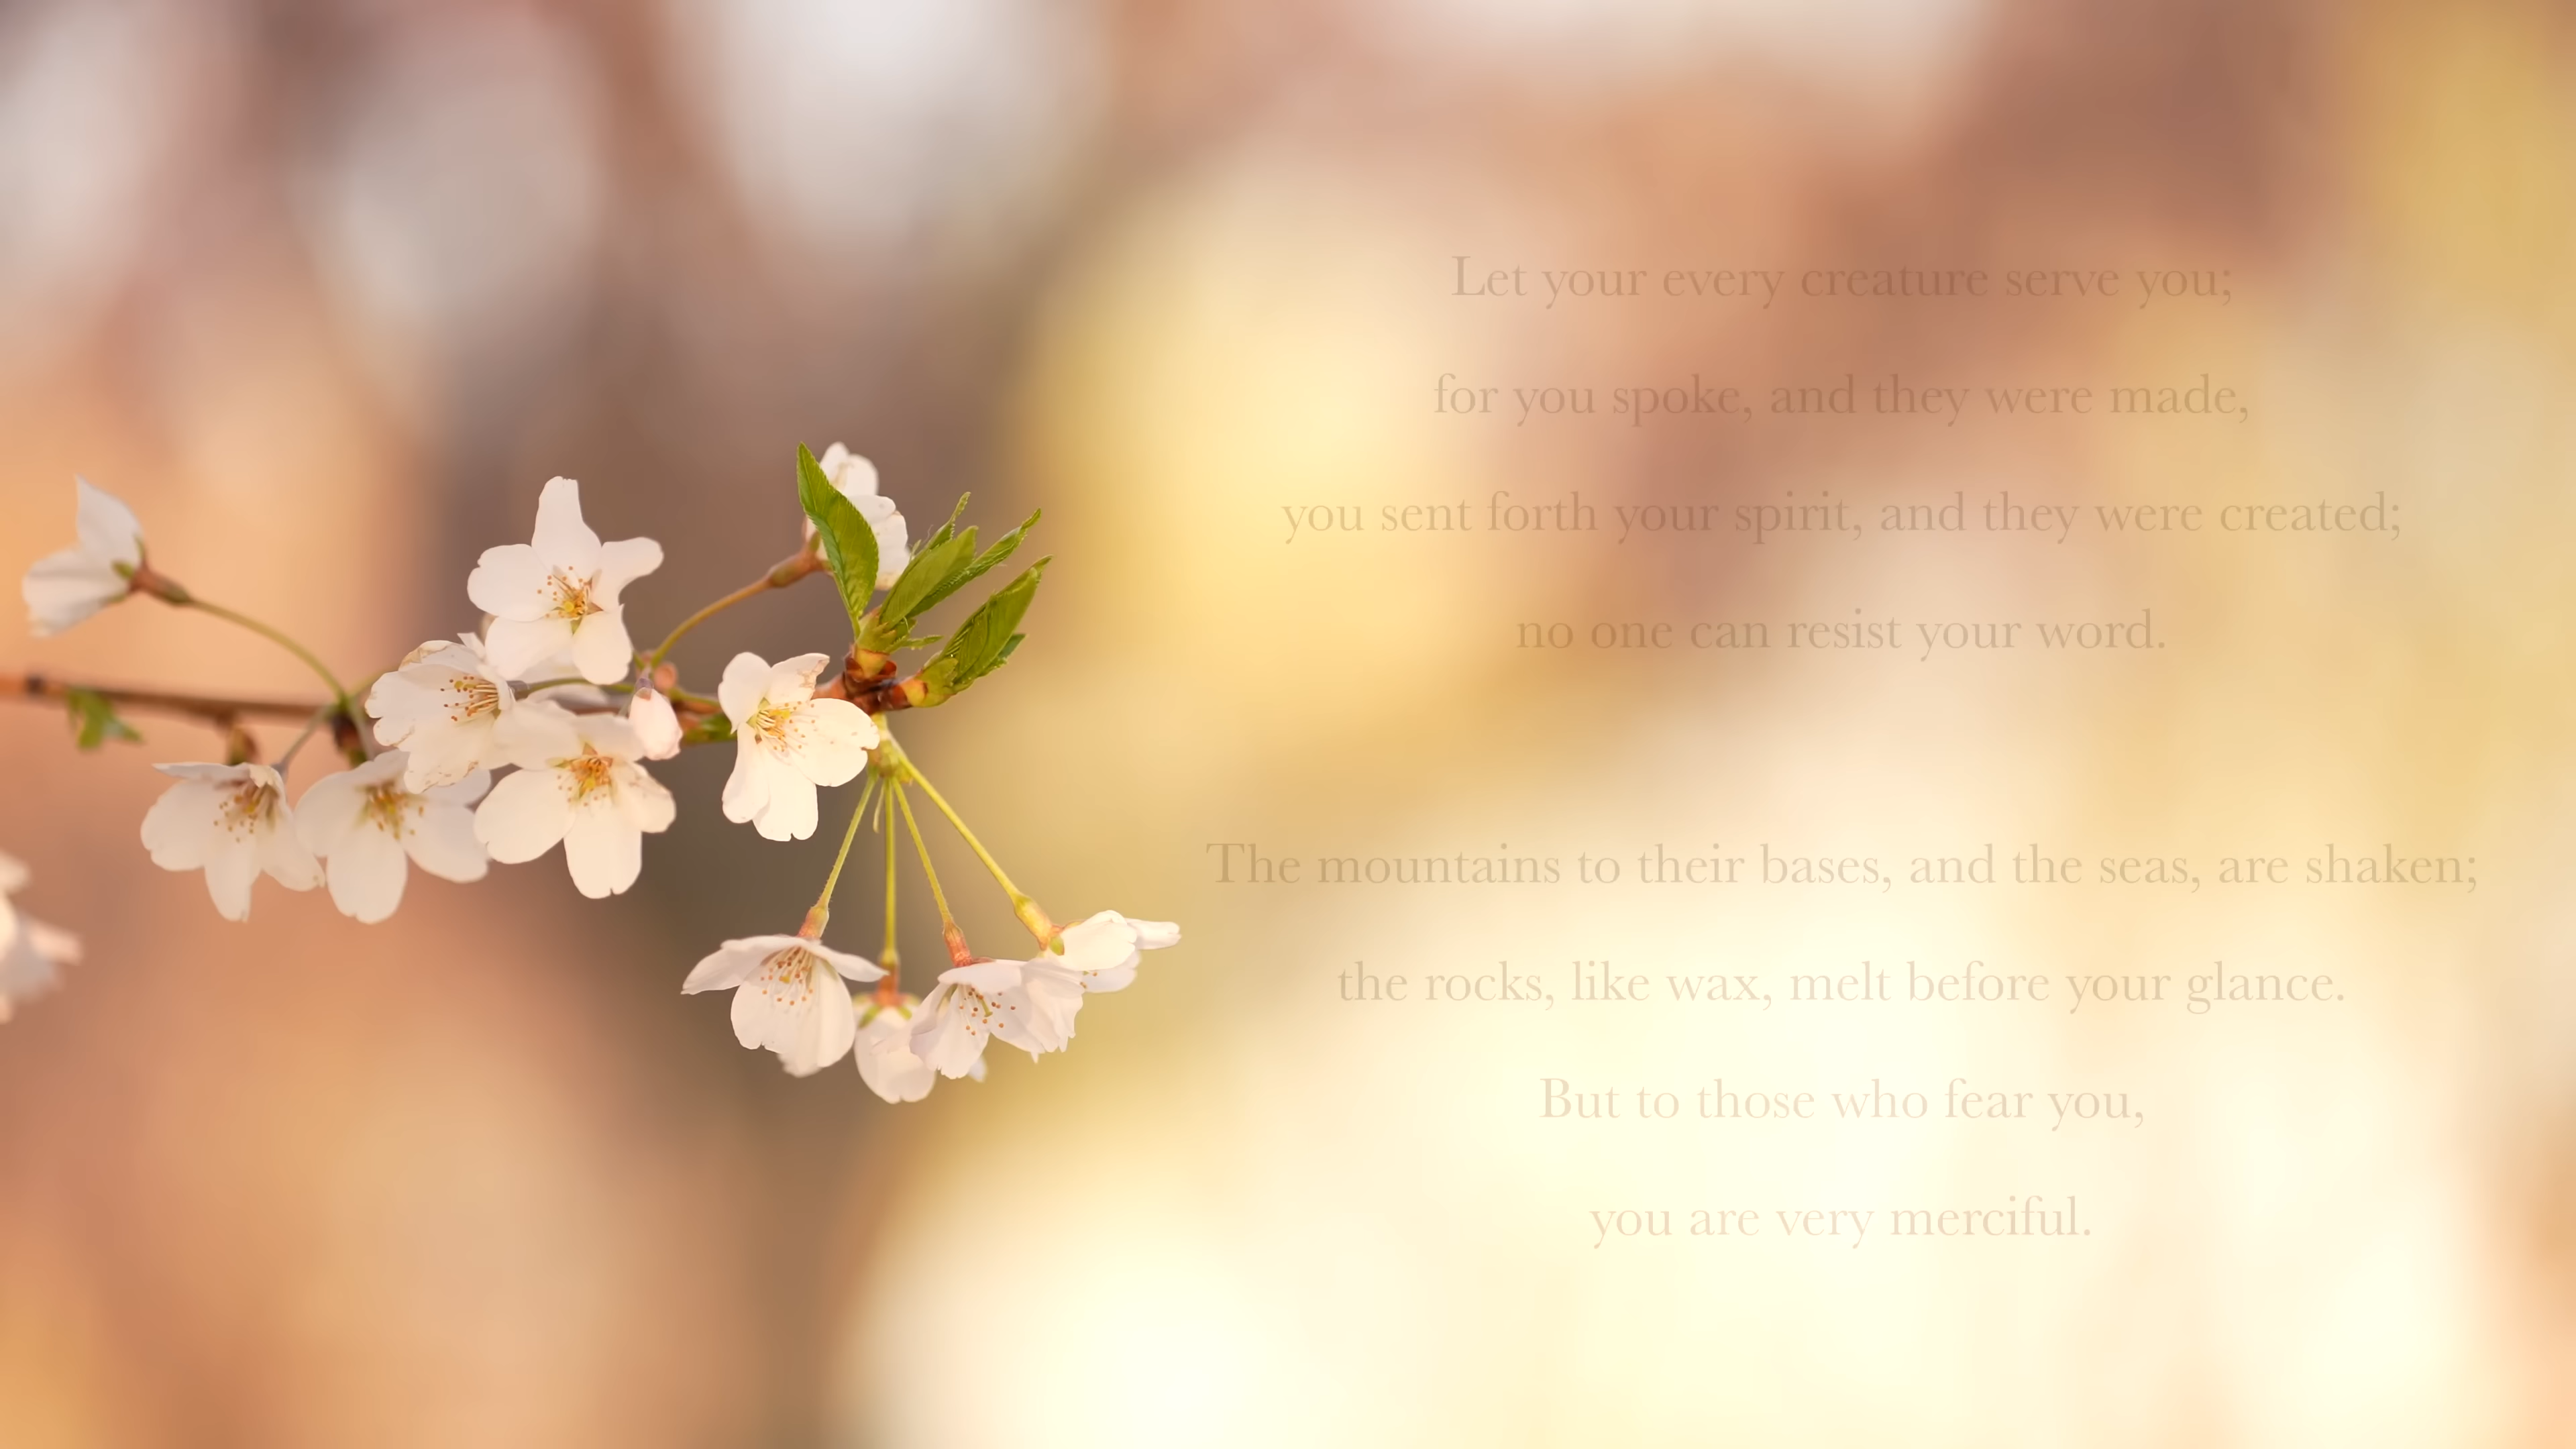 Let your every creature serve you;
for you spoke, and they were made,
you sent forth your spirit, and they were created;
no one can resist your word.
The mountains to their bases, and the seas, are shaken;
the rocks, like wax, melt before your glance.
But to those who fear you,
you are very merciful.